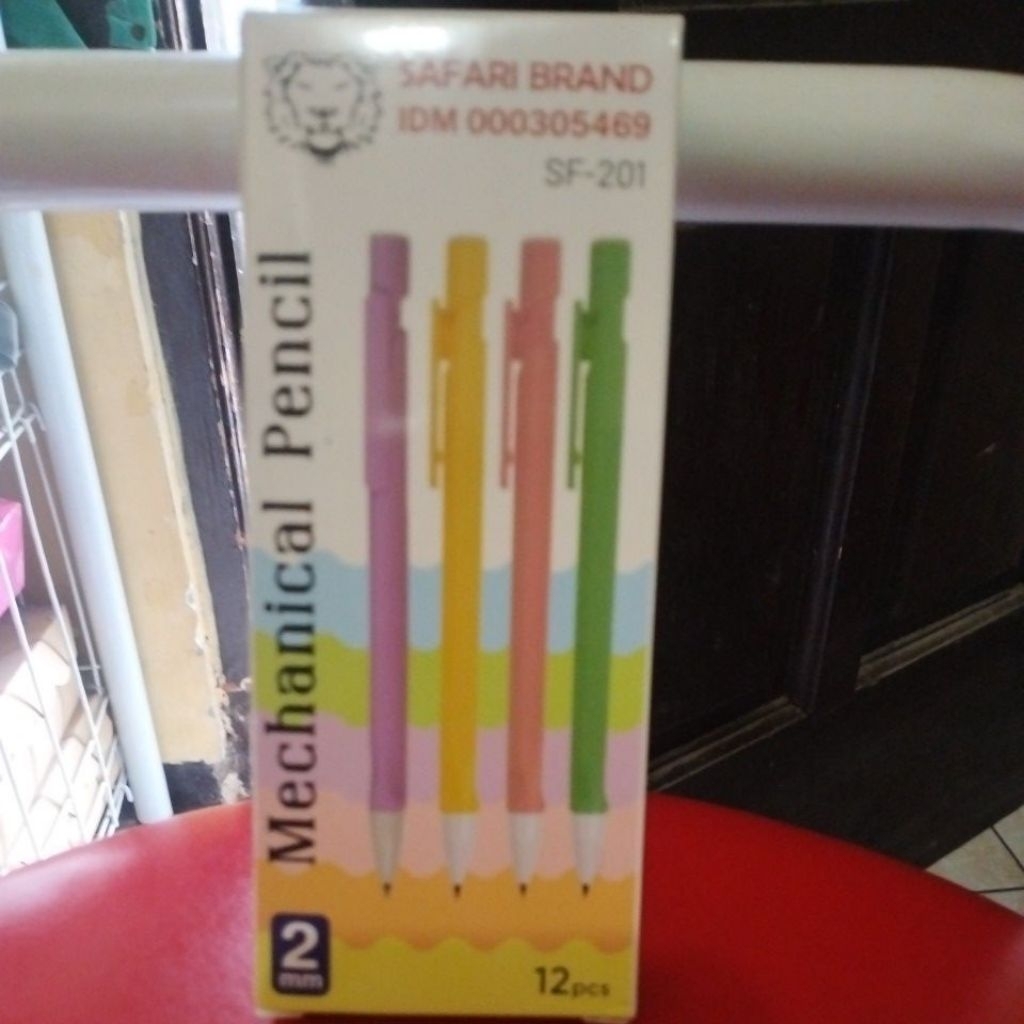 SAFARI BRAND
IDM 000305469
SF-201
Mechanical Pencil
2
mm
12pcs